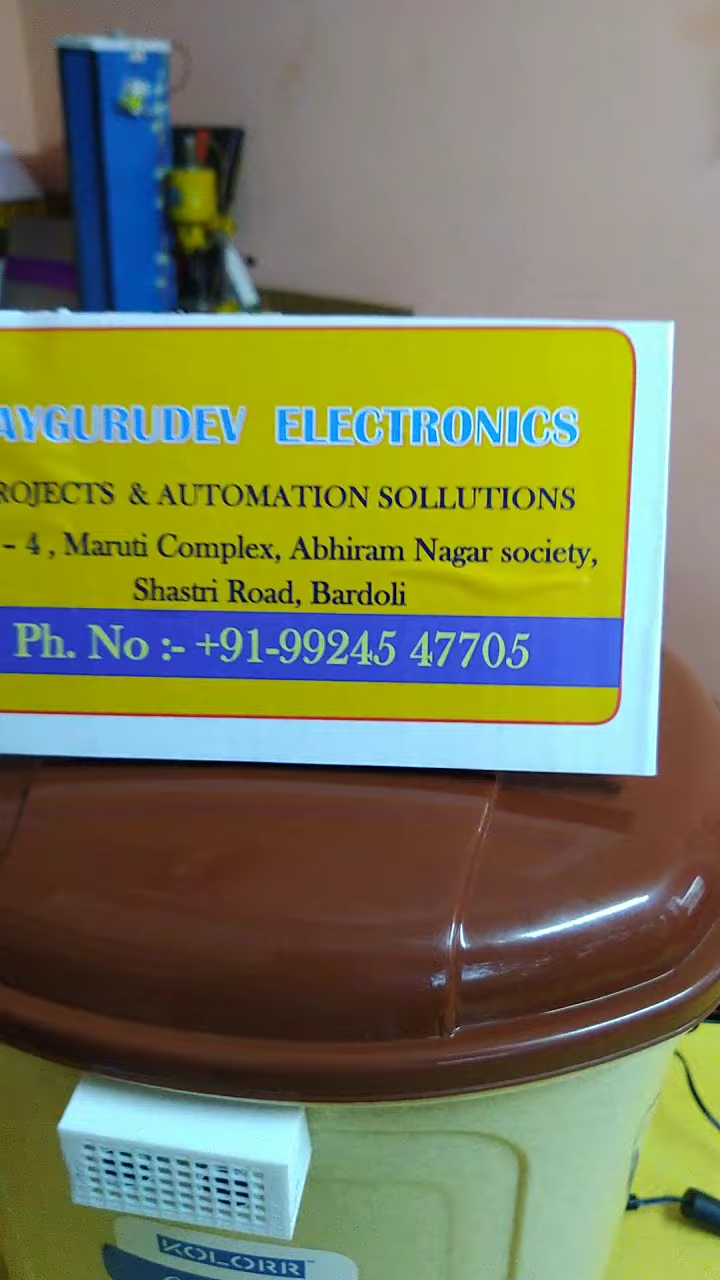 AYGURUDEV ELECTRONICS
ROJECTS & AUTOMATION SOLLUTIONS
- 4 , Maruti Complex, Abhiram Nagar society,
Shastri Road, Bardoli
Ph. No :- +91-99245 47705
KOLORR